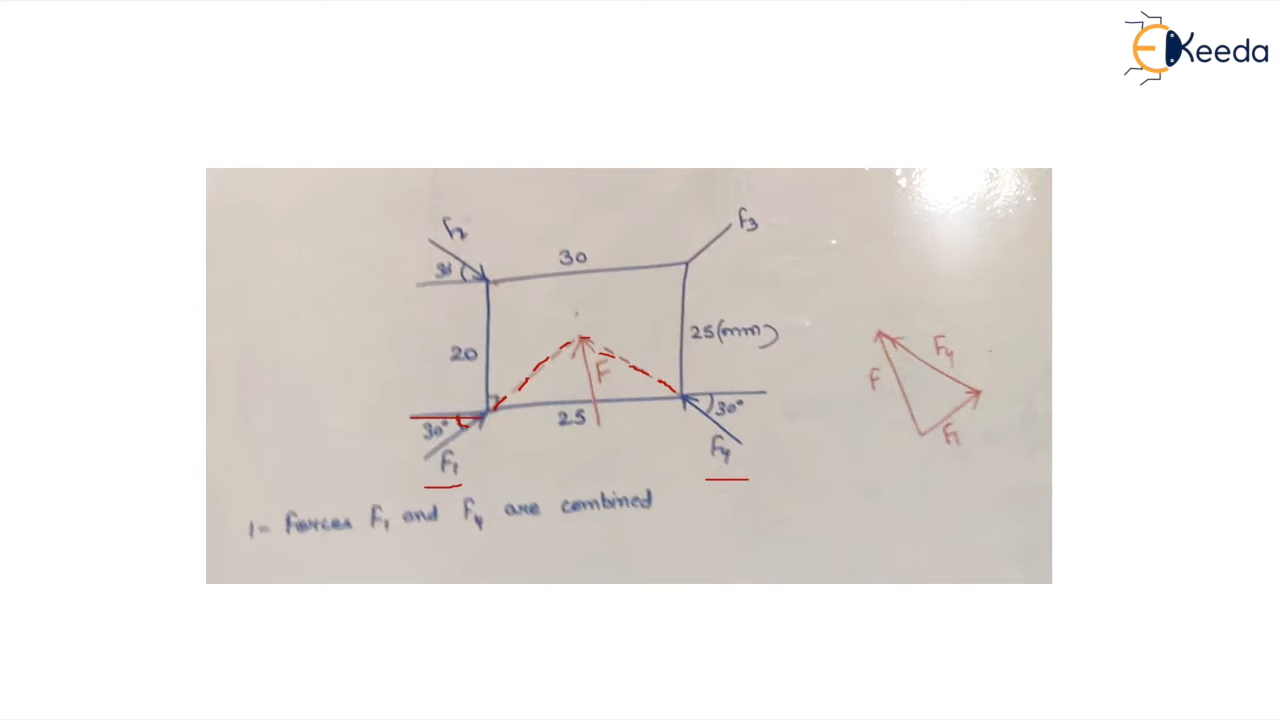 EKeeda
F2
30
F3
30°
20
25(mm)
F
F4
F
F1
25
30°
30°
F1
F4
1- Forces F1 and F4 are combined